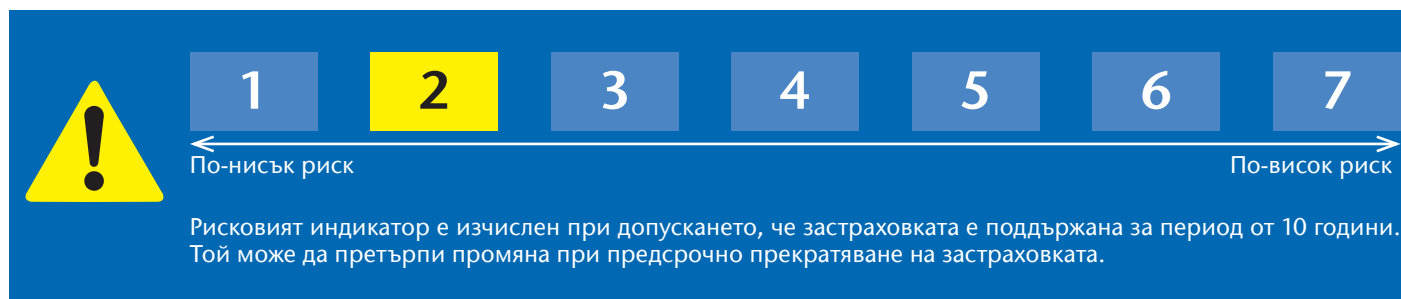 1 2 3 4 5 6 7
По-нисък риск По-висок риск
Рисковият индикатор е изчислен при допускането, че застраховката е поддържана за период от 10 години.
Той може да претърпи промяна при предсрочно прекратяване на застраховката.